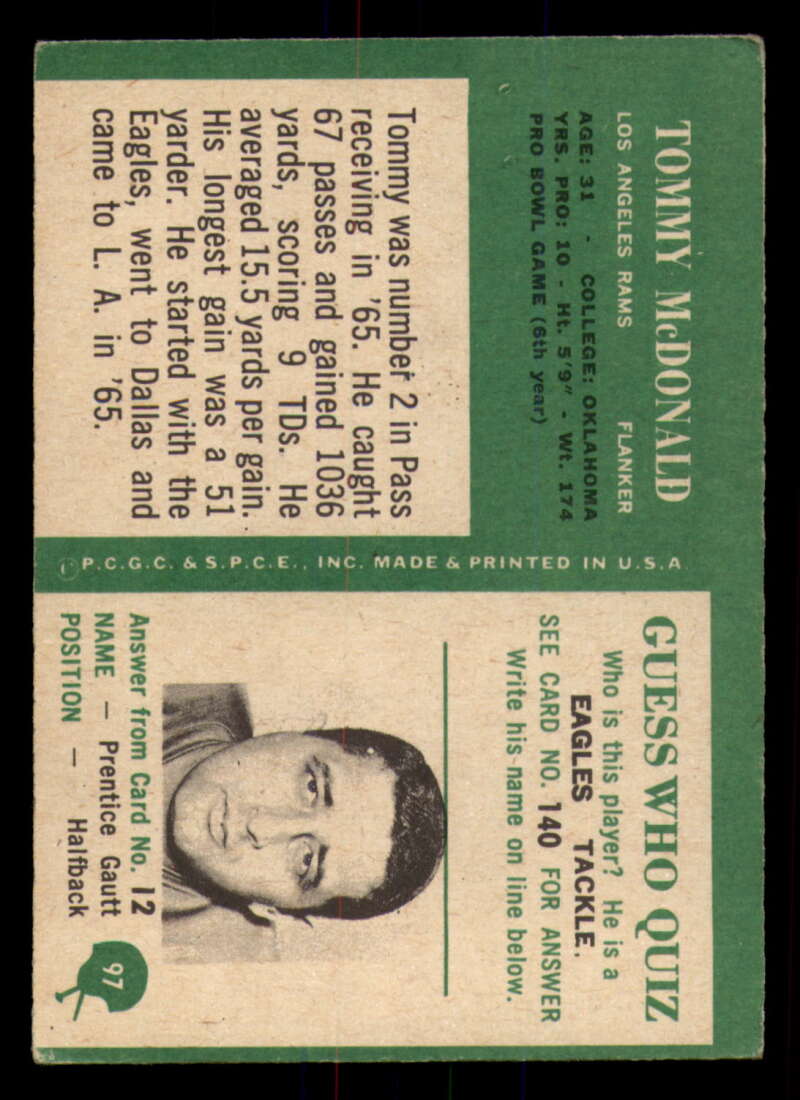 TOMMY McDONALD
LOS ANGELES RAMS FLANKER
AGE: 31 - COLLEGE: OKLAHOMA
YRS. PRO: 10 - Ht. 5'9" - Wt. 174
PRO BOWL GAME (6th year)
Tommy was number 2 in Pass
receiving in '65. He caught
67 passes and gained 1036
yards, scoring 9 TDs. He
averaged 15.5 yards per gain.
His longest gain was a 51
yarder. He started with the
Eagles, went to Dallas and
came to L. A. in '65.
© P.C.G.C. & S.P.C.E., INC. MADE & PRINTED IN U.S.A
GUESS WHO QUIZ
Who is this player? He is a
EAGLES TACKLE.
SEE CARD NO. 140 FOR ANSWER
Write his name on line below.
Answer from Card No. 12
NAME — Prentice Gautt
POSITION — Halfback
97